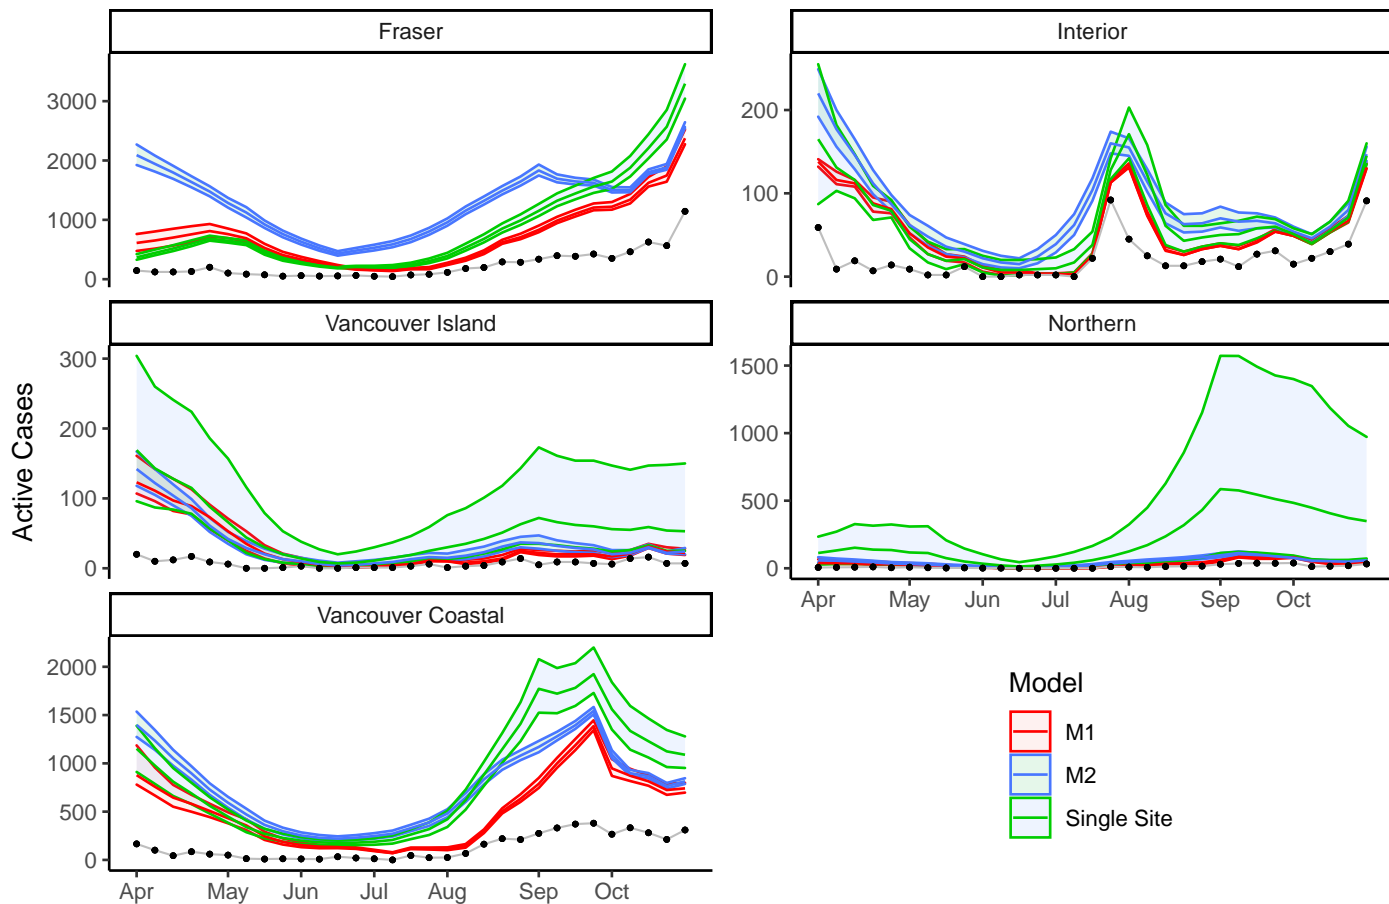 Fraser
3000
2000
1000
0
Interior
200
100
0
Vancouver Island
300
200
100
0
Northern
1500
1000
500
0
Apr May Jun Jul Aug Sep Oct
Active Cases
Vancouver Coastal
2000
1500
1000
500
0
Apr May Jun Jul Aug Sep Oct
Model
M1
M2
Single Site